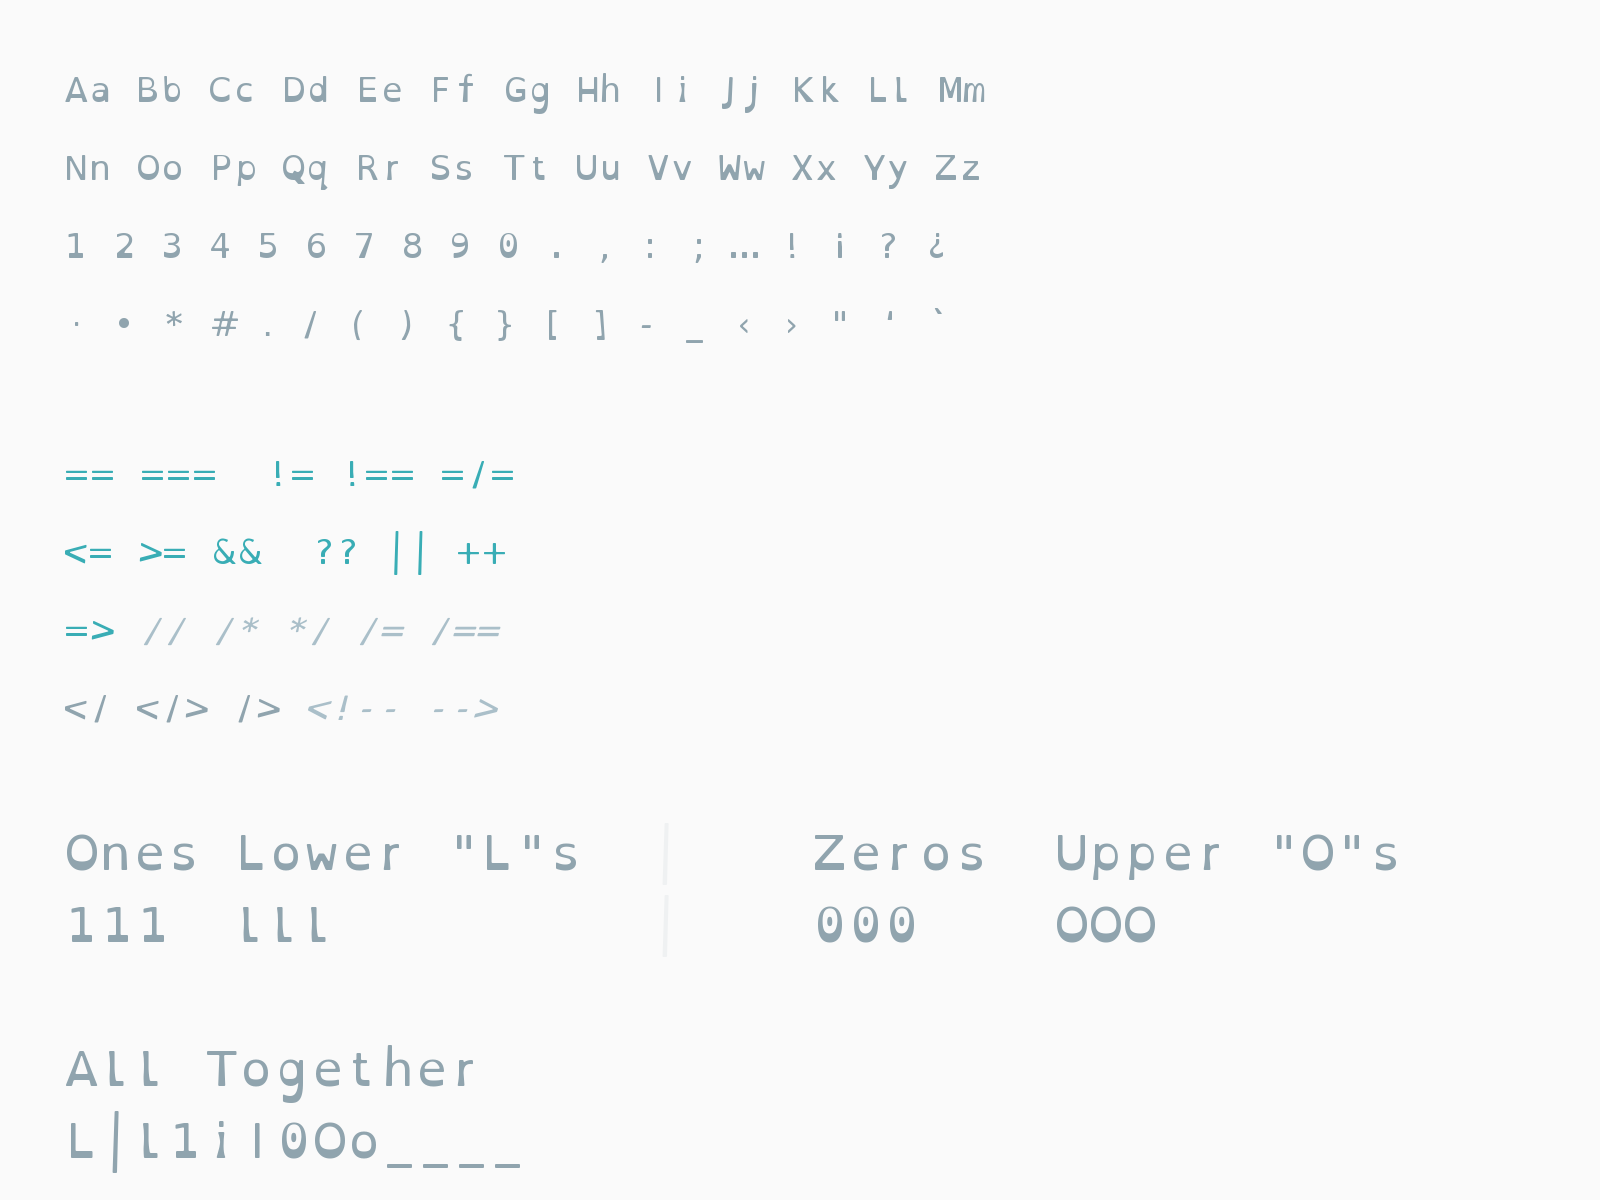 Aa Bb Cc Dd Ee Ff Gg Hh Ii Jj Kk Ll Mm
Nn Oo Pp Qq Rr Ss Tt Uu Vv Ww Xx Yy Zz
1 2 3 4 5 6 7 8 9 0 . , : ; … ! ¡ ? ¿
· • * # . / ( ) { } [ ] - _ ‹ › " ‘ `
== === != !== =/=
<= >= && ?? || ++
=> // /* */ /= /==
</ </> /> <!-- -->
Ones Lower "L"s | Zeros Upper "O"s
111 lll | 000 OOO
All Together
L|l1iI0Oo____